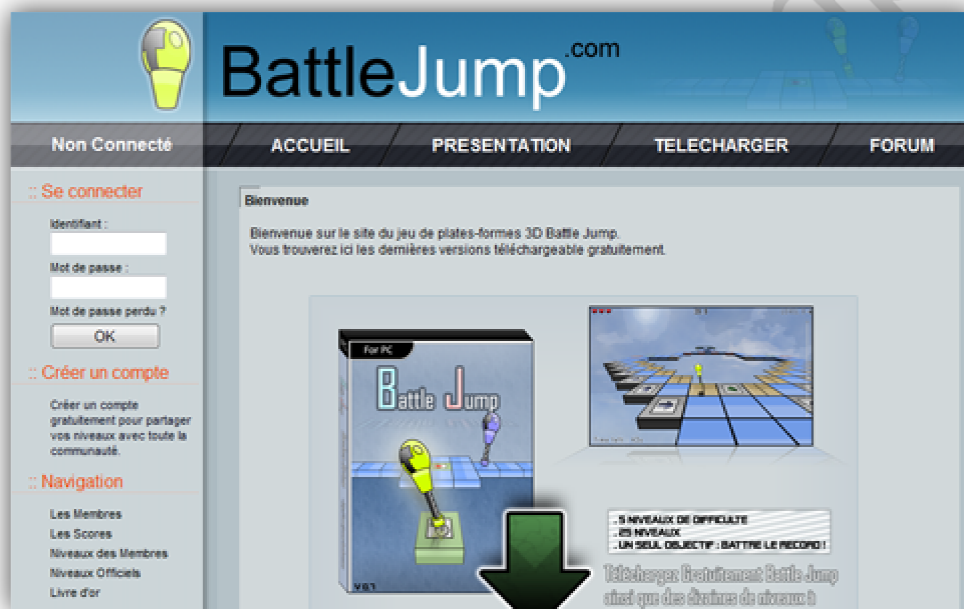 BattleJump.com
Non Connecté
ACCUEIL
PRESENTATION
TELECHARGER
FORUM
:: Se connecter
Identifiant :
Mot de passe :
Mot de passe perdu ?
OK
:: Créer un compte
Créer un compte
gratuitement pour partager
vos niveaux avec toute la
communauté.
:: Navigation
Les Membres
Les Scores
Niveaux des Membres
Niveaux Officiels
Livre d'or
Bienvenue
Bienvenue sur le site du jeu de plates-formes 3D Battle Jump.
Vous trouverez ici les dernières versions téléchargeable gratuitement.
For PC
Battle Jump
V 0.7
. 5 NIVEAUX DE DIFFICULTE
. 25 NIVEAUX
. UN SEUL OBJECTIF : BATTRE LE RECORD !
Téléchargez Gratuitement Battle Jump
ainsi que des dizaines de niveaux à